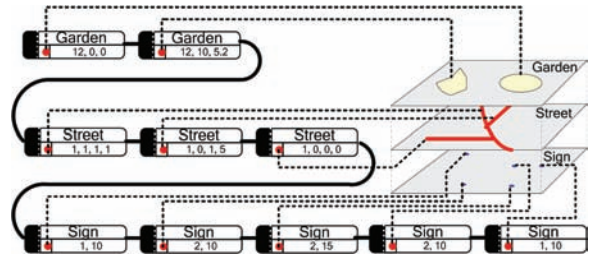 Garden
12, 0, 0
Garden
12, 10, 5.2
Garden
Street
1, 1, 1, 1
Street
1, 0, 1, 5
Street
1, 0, 0, 0
Street
Sign
Sign
1, 10
Sign
2, 10
Sign
2, 15
Sign
2, 10
Sign
1, 10